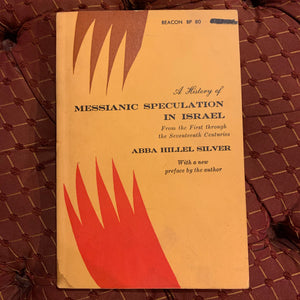 BEACON BP 80
A History of
MESSIANIC SPECULATION
IN ISRAEL
From the First through
the Seventeenth Centuries
ABBA HILLEL SILVER
With a new
preface by the author